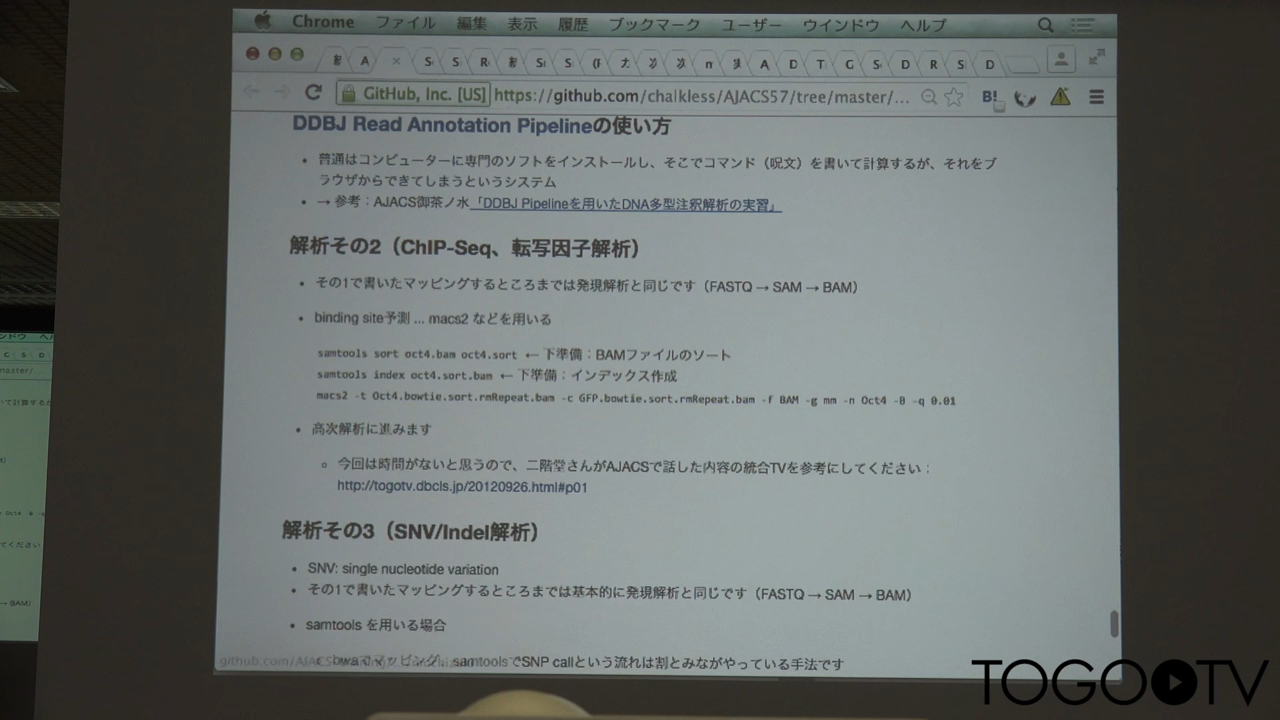 Chrome ファイル 編集 表示 履歴 ブックマーク ユーザー ウインドウ ヘルプ
A × S S R S S n A D T C S D R S D
GitHub, Inc. [US] https://github.com/chalkless/AJACS57/tree/master/... B!
DDBJ Read Annotation Pipelineの使い方
• 普通はコンピューターに専門のソフトをインストールし、そこでコマンド（呪文）を書いて計算するが、それをブ
ラウザからできてしまうというシステム
• → 参考：AJACS御茶ノ水「DDBJ Pipelineを用いたDNA多型注釈解析の実習」
解析その2（ChIP-Seq、転写因子解析）
• その1で書いたマッピングするところまでは発現解析と同じです（FASTQ → SAM → BAM）
• binding site予測 ... macs2 などを用いる
samtools sort oct4.bam oct4.sort ← 下準備：BAMファイルのソート
samtools index oct4.sort.bam ← 下準備：インデックス作成
macs2 -t Oct4.bowtie.sort.rmRepeat.bam -c GFP.bowtie.sort.rmRepeat.bam -f BAM -g mm -n Oct4 -B -q 0.01
• 高次解析に進みます
○ 今回は時間がないと思うので、二階堂さんがAJACSで話した内容の統合TVを参考にしてください：
http://togotv.dbcls.jp/20120926.html#p01
解析その3（SNV/Indel解析）
• SNV: single nucleotide variation
• その1で書いたマッピングするところまでは基本的に発現解析と同じです（FASTQ → SAM → BAM）
• samtools を用いる場合
bwaでマッピング、samtoolsでSNP callという流れは割とみながやっている手法です
TOGOTV